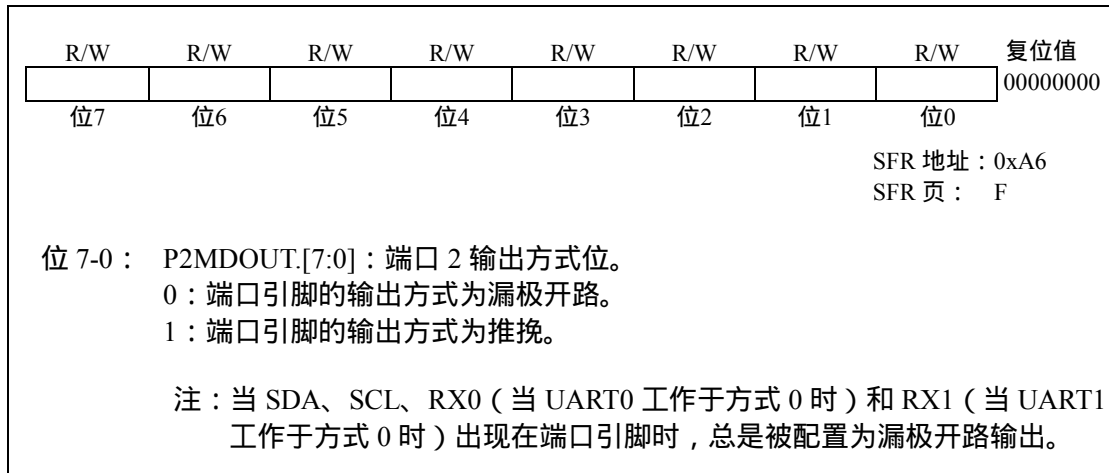 R/W R/W R/W R/W R/W R/W R/W R/W 复位值
00000000
位7 位6 位5 位4 位3 位2 位1 位0
SFR 地址：0xA6
SFR 页： F
位 7-0： P2MDOUT.[7:0]：端口 2 输出方式位。
0：端口引脚的输出方式为漏极开路。
1：端口引脚的输出方式为推挽。
注：当 SDA、SCL、RX0（当 UART0 工作于方式 0 时）和 RX1（当 UART1
工作于方式 0 时）出现在端口引脚时，总是被配置为漏极开路输出。